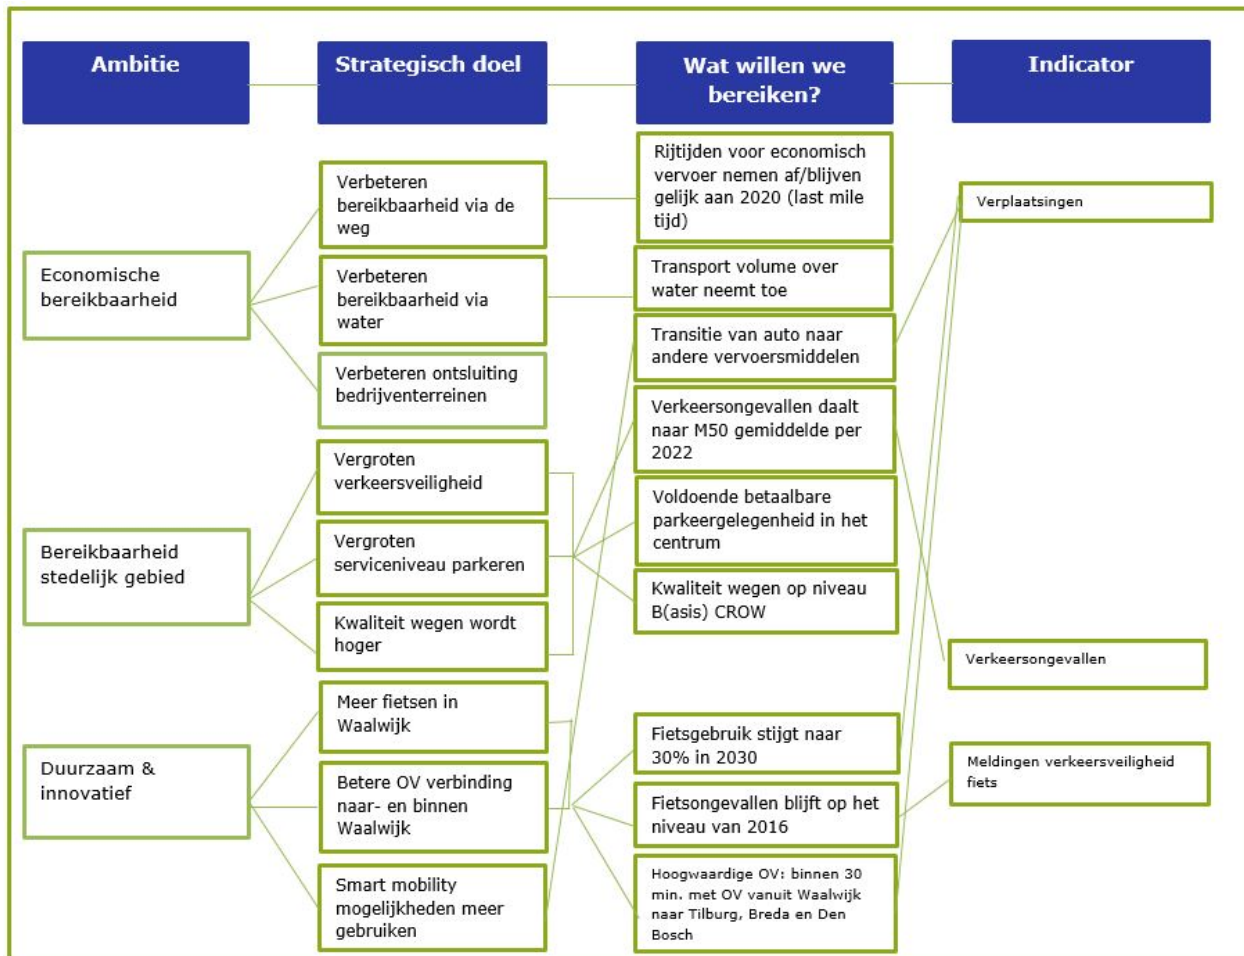 Ambitie
Strategisch doel
Wat willen we
bereiken?
Indicator
Economische
bereikbaarheid
Verbeteren
bereikbaarheid via de
weg
Verbeteren
bereikbaarheid via
water
Verbeteren ontsluiting
bedrijventerreinen
Rijtijden voor economisch
vervoer nemen af/blijven
gelijk aan 2020 (last mile
tijd)
Transport volume over
water neemt toe
Transitie van auto naar
andere vervoersmiddelen
Verplaatsingen
Bereikbaarheid
stedelijk gebied
Vergroten
verkeersveiligheid
Vergroten
serviceniveau parkeren
Kwaliteit wegen wordt
hoger
Verkeersongevallen daalt
naar M50 gemiddelde per
2022
Voldoende betaalbare
parkeergelegenheid in het
centrum
Kwaliteit wegen op niveau
B(asis) CROW
Verkeersongevallen
Duurzaam &
innovatief
Meer fietsen in
Waalwijk
Betere OV verbinding
naar- en binnen
Waalwijk
Smart mobility
mogelijkheden meer
gebruiken
Fietsgebruik stijgt naar
30% in 2030
Fietsongevallen blijft op het
niveau van 2016
Hoogwaardige OV: binnen 30
min. met OV vanuit Waalwijk
naar Tilburg, Breda en Den
Bosch
Meldingen verkeersveiligheid
fiets